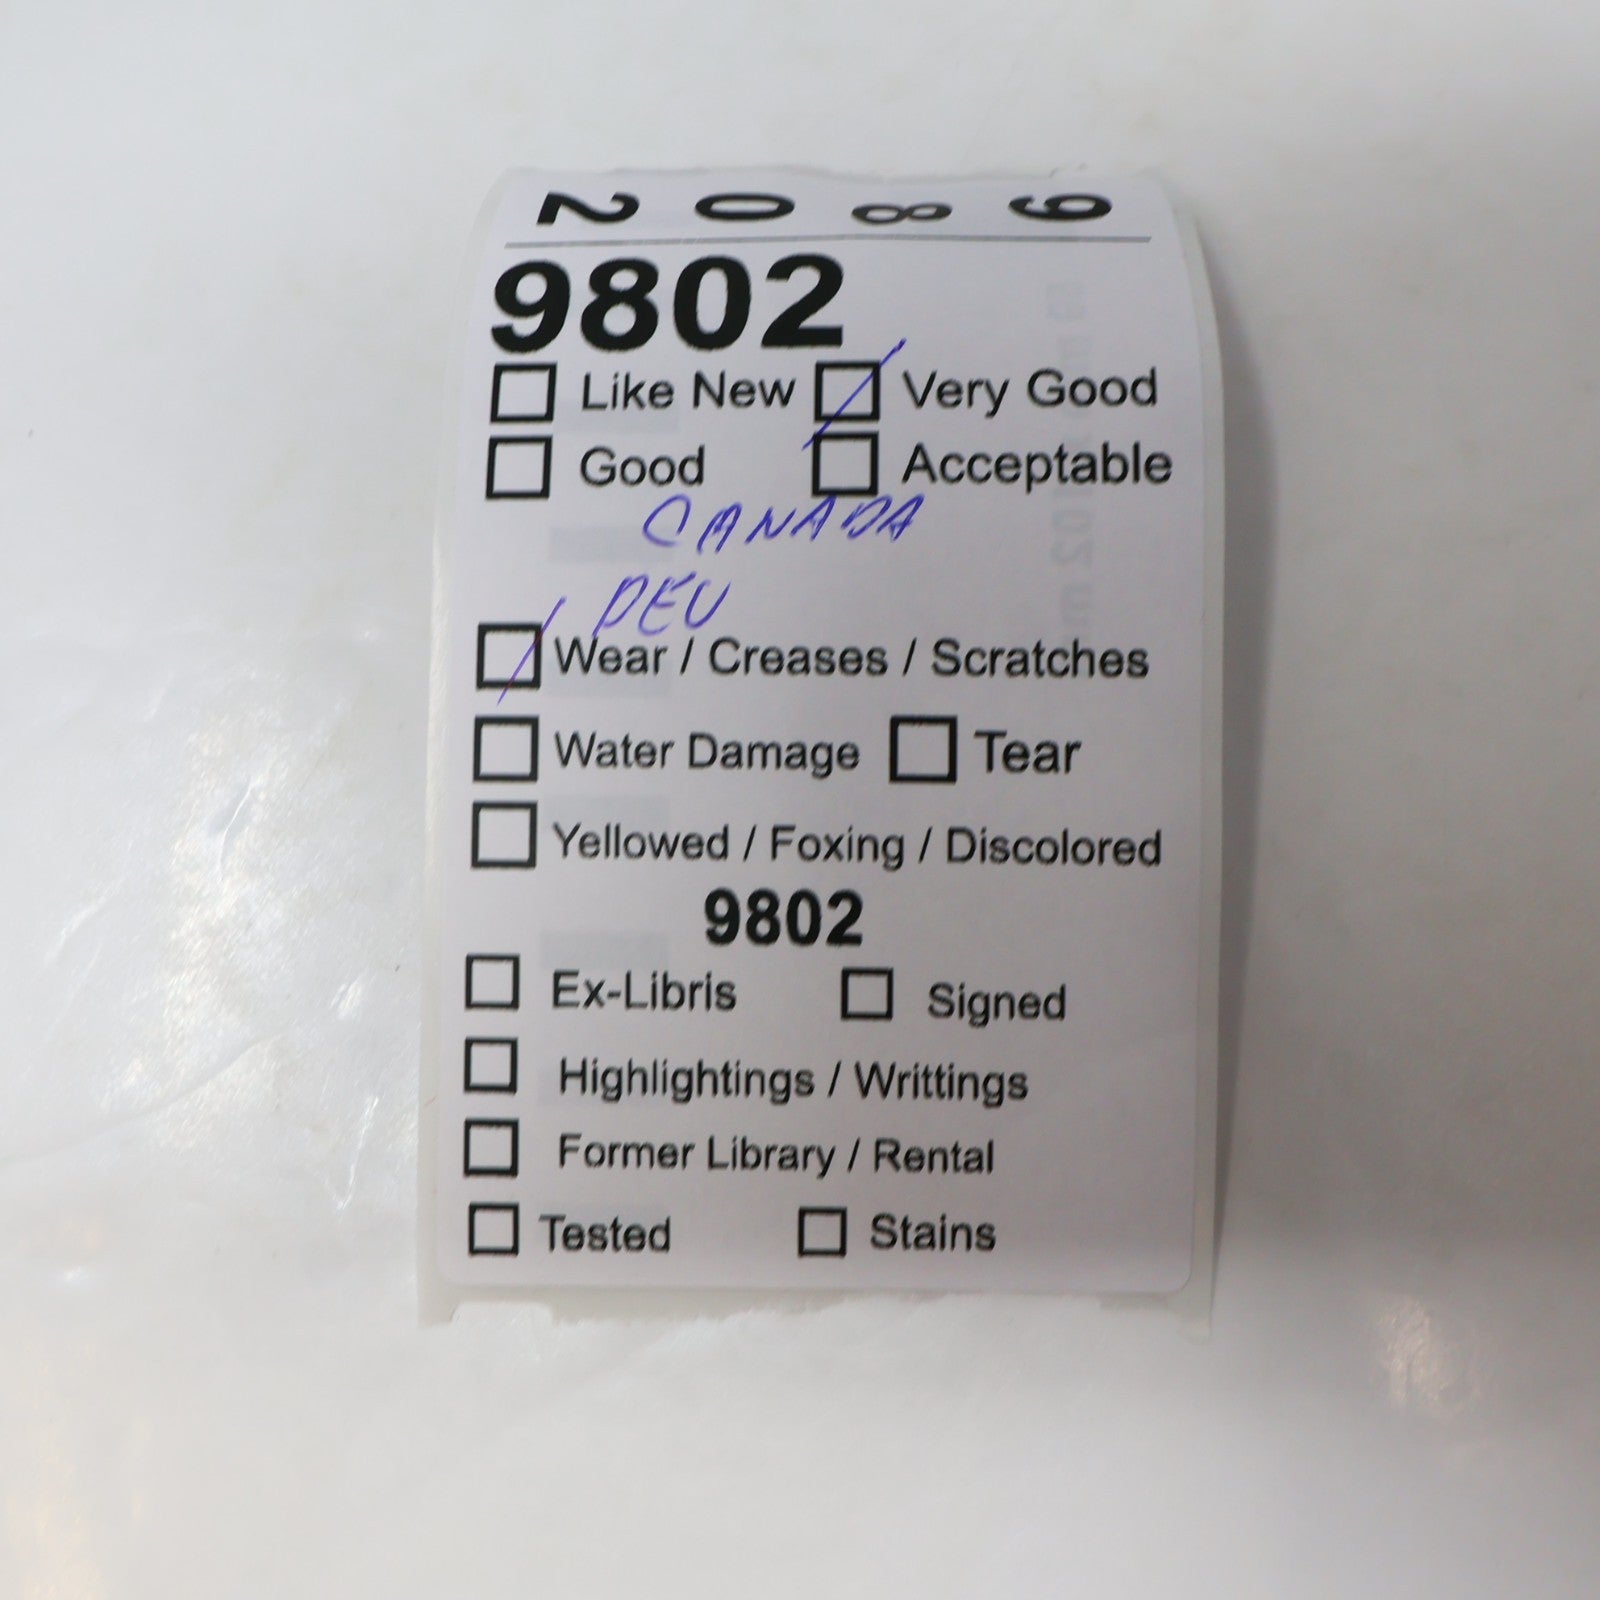 9802
9802
Like New Very Good
Good Acceptable
CANADA
PEU
Wear / Creases / Scratches
Water Damage Tear
Yellowed / Foxing / Discolored
9802
Ex-Libris Signed
Highlightings / Writtings
Former Library / Rental
Tested Stains